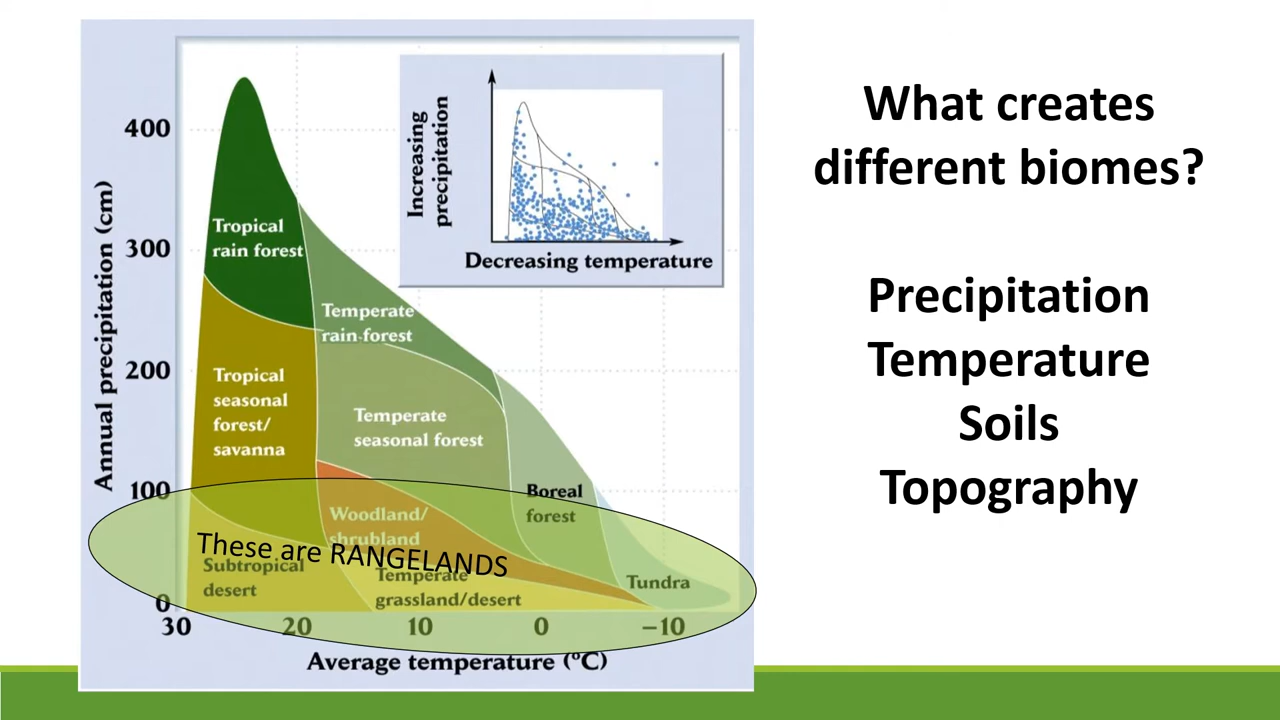 What creates
different biomes?
Precipitation
Temperature
Soils
Topography
Annual precipitation (cm)
400
300
200
100
0
30
20
10
0
−10
Average temperature (ºC)
Tropical
rain forest
Temperate
rain forest
Tropical
seasonal
forest/
savanna
Temperate
seasonal forest
Boreal
forest
Woodland/
shrubland
These are RANGELANDS
Subtropical
desert
Temperate
grassland/desert
Tundra
Increasing
precipitation
Decreasing temperature